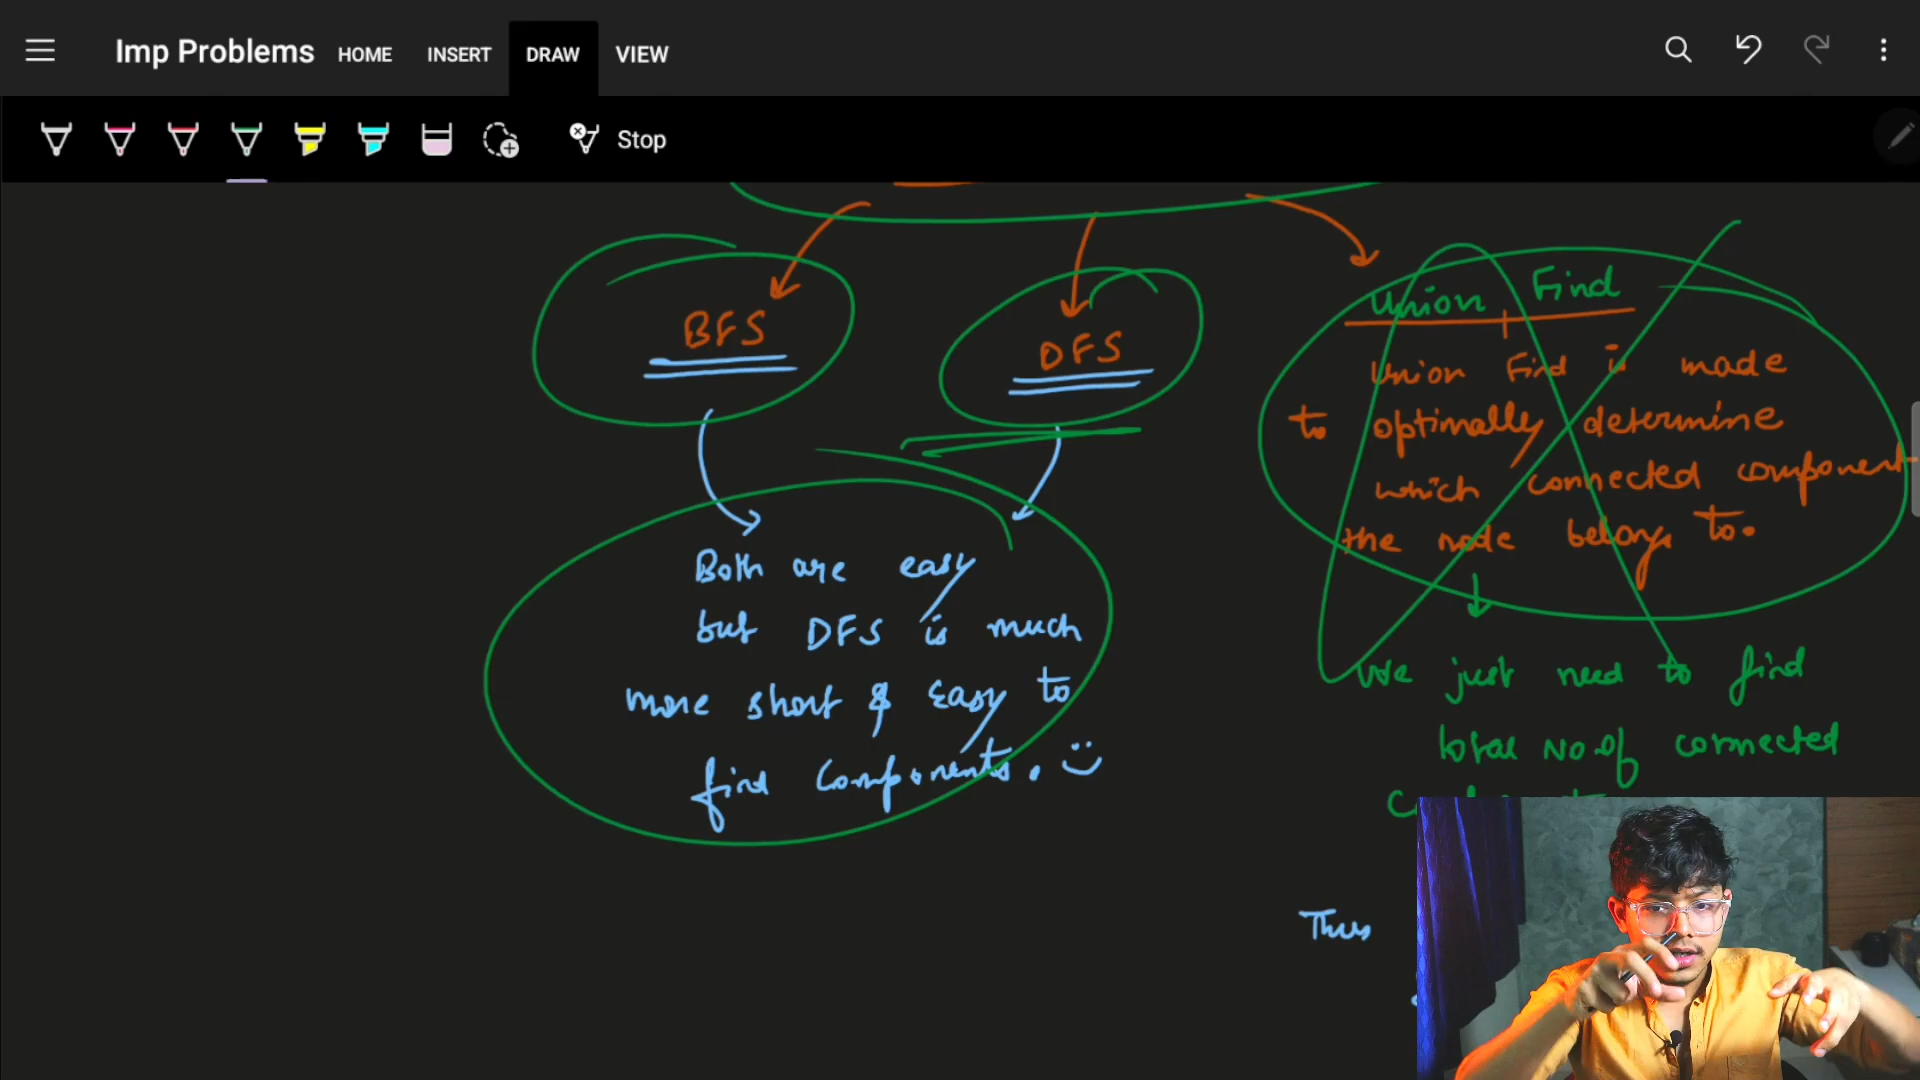 Imp Problems HOME INSERT DRAW VIEW
Stop
BFS
DFS
Union Find
Union Find is made
to optimally determine
which connected component
the node belongs to.
Both are easy
but DFS is much
more short & easy to
find components.
We just need to find
total No. of connected
Thus